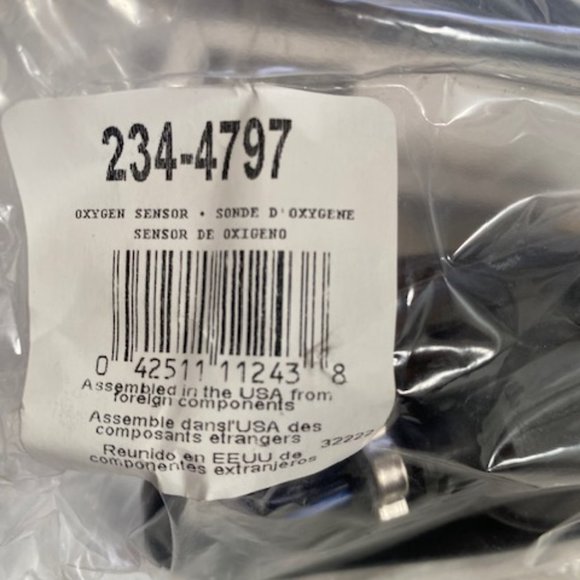 234-4797
OXYGEN SENSOR • SONDE D'OXYGENE
SENSOR DE OXIGENO
0 42511 11243 8
Assembled in the USA from
foreign components
Assemble dansl'USA des
composants etrangers
32222
Reunido en EEUU de
componentes extranjeros